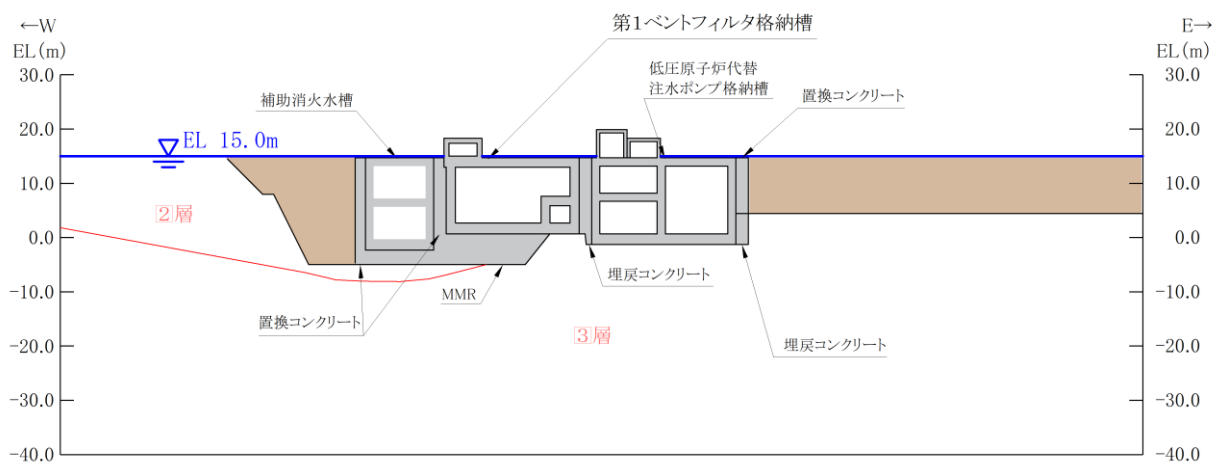 ←W
EL(m)
30.0
20.0
10.0
0.0
-10.0
-20.0
-30.0
-40.0
第1ベントフィルタ格納槽
低圧原子炉代替
注水ポンプ格納槽
置換コンクリート
補助消火水槽
EL 15.0m
②層
埋戻コンクリート
MMR
置換コンクリート
③層
埋戻コンクリート
E→
EL(m)
30.0
20.0
10.0
0.0
-10.0
-20.0
-30.0
-40.0